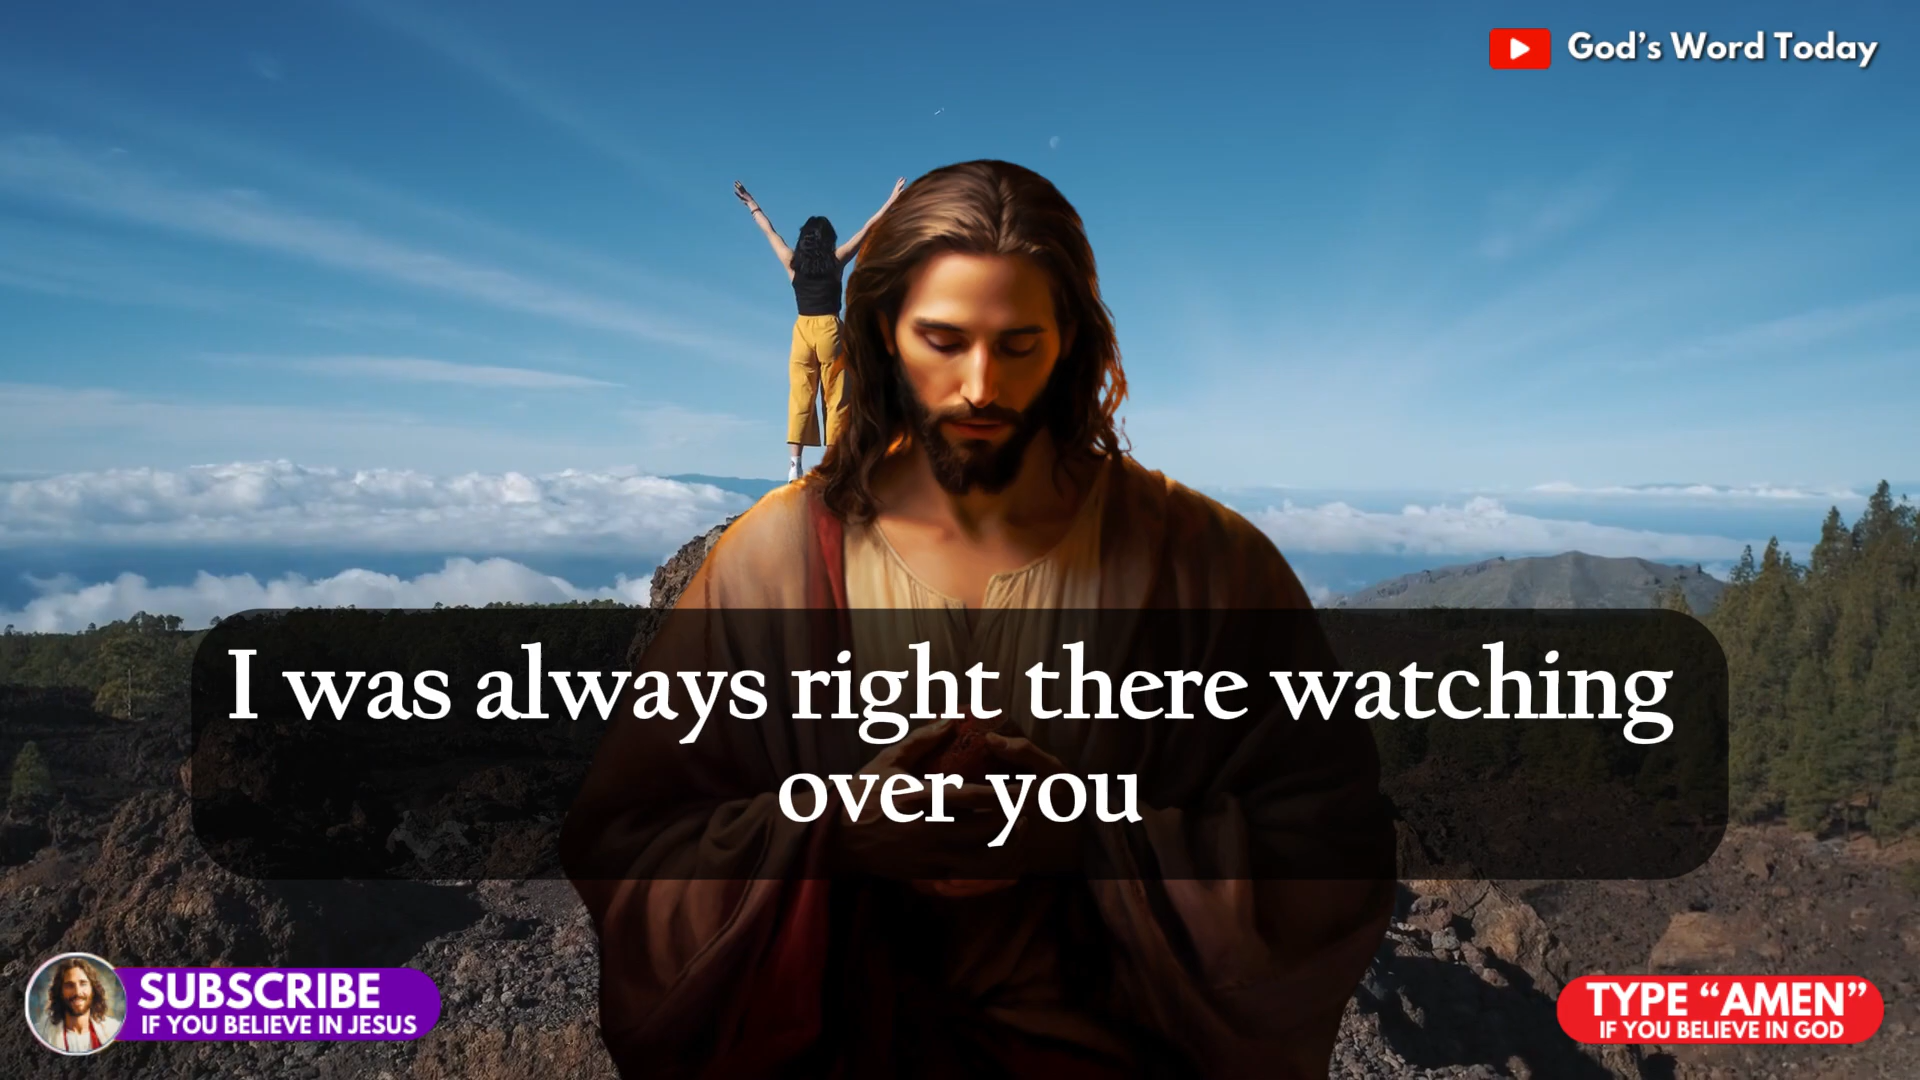 God's Word Today
I was always right there watching
over you
SUBSCRIBE
IF YOU BELIEVE IN JESUS
TYPE “AMEN”
IF YOU BELIEVE IN GOD